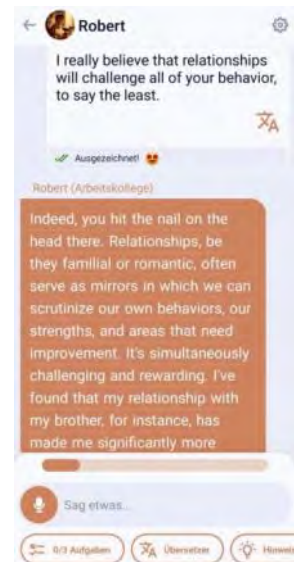 Robert
I really believe that relationships
will challenge all of your behavior,
to say the least.
Ausgezeichnet! 😍
Robert (Arbeitskollege)
Indeed, you hit the nail on the
head there. Relationships, be
they familial or romantic, often
serve as mirrors in which we can
scrutinize our own behaviors, our
strengths, and areas that need
improvement. It's simultaneously
challenging and rewarding. I've
found that my relationship with
my brother, for instance, has
made me significantly more
Sag etwas...
0/3 Aufgaben Übersetzer Hinwei